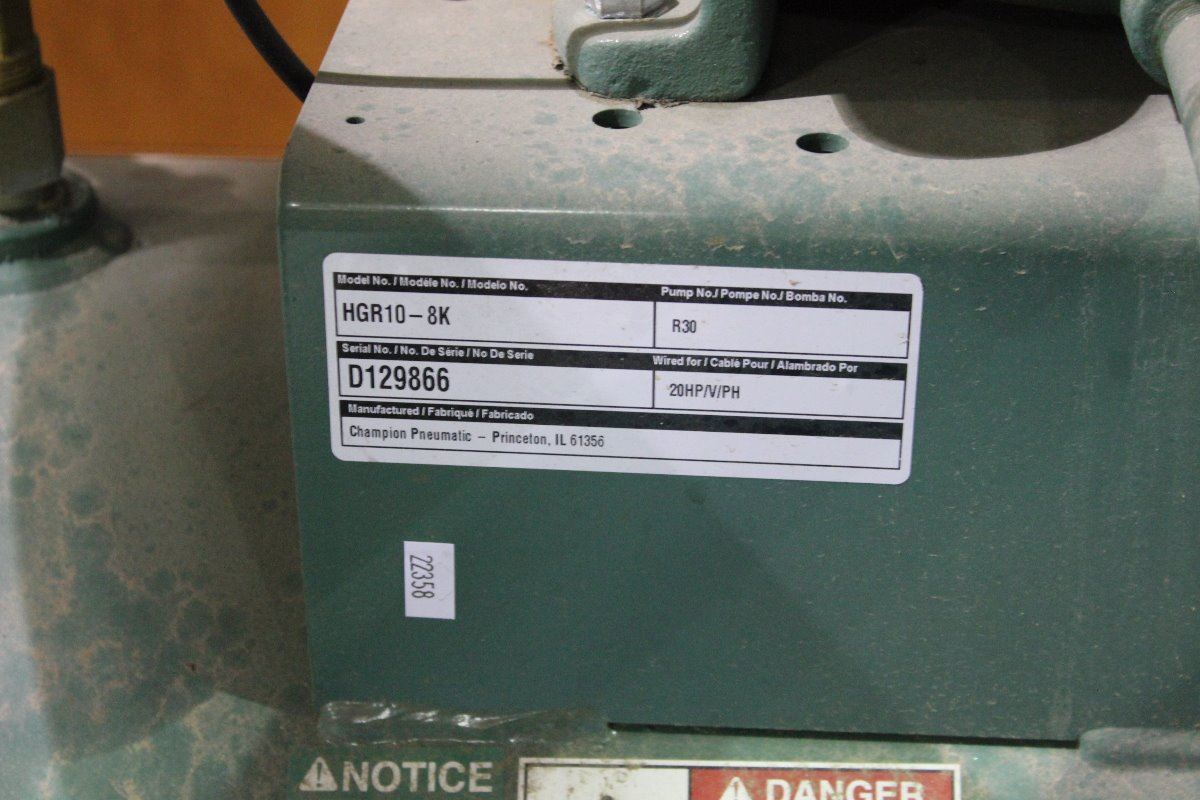 Model No. / Modèle No. / Modelo No.
Pump No./ Pompe No./ Bomba No.
HGR10-8K
R30
Serial No. / No. De Série / No De Serie
Wired for / Cablé Pour / Alambrado Por
D129866
20HP/V/PH
Manufactured / Fabriqué / Fabricado
Champion Pneumatic - Princeton, IL 61356
22358
NOTICE
DANGER